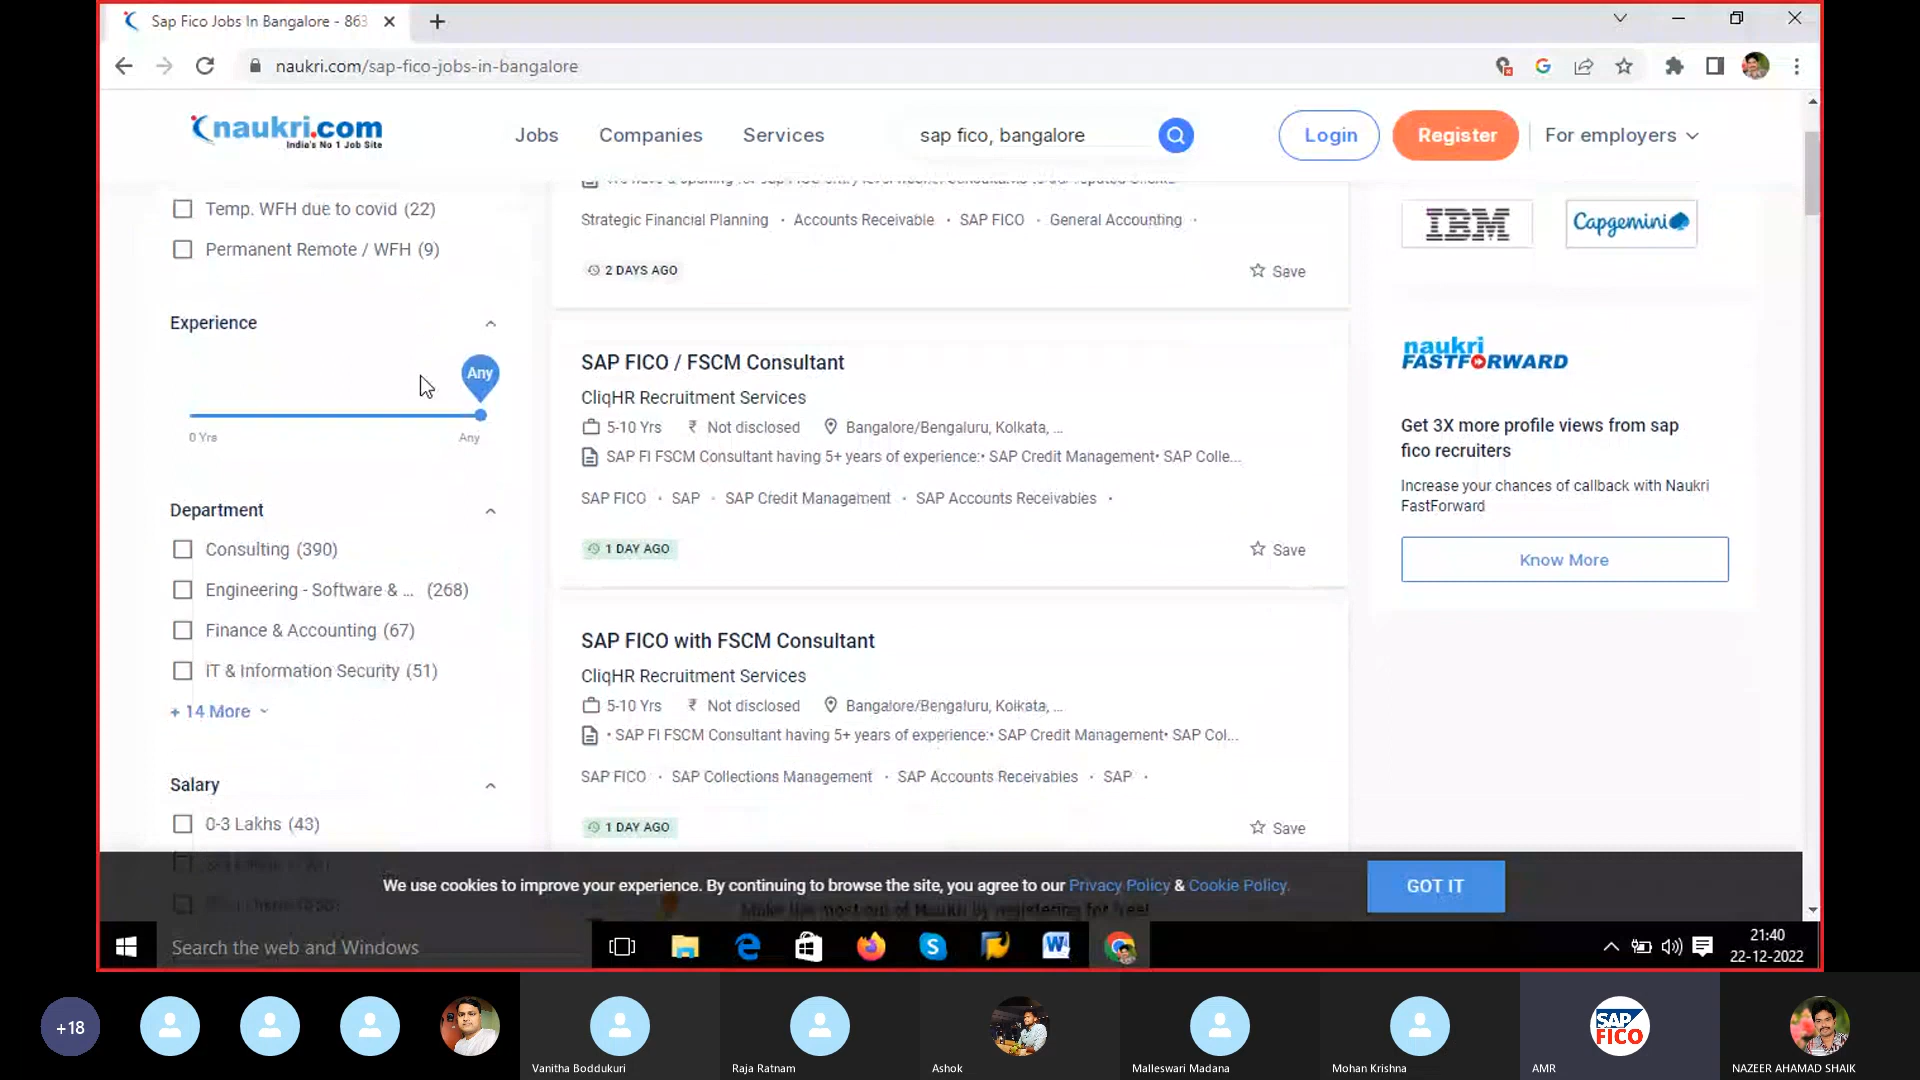 Sap Fico Jobs In Bangalore - 863
naukri.com/sap-fico-jobs-in-bangalore
naukri.com
India's No 1 Job Site
Jobs
Companies
Services
sap fico, bangalore
Login
Register
For employers
Temp. WFH due to covid (22)
Permanent Remote / WFH (9)
Experience
Any
0 Yrs
Any
Department
Consulting (390)
Engineering - Software & ... (268)
Finance & Accounting (67)
IT & Information Security (51)
+ 14 More
Salary
0-3 Lakhs (43)
Strategic Financial Planning · Accounts Receivable · SAP FICO · General Accounting ·
2 DAYS AGO
Save
SAP FICO / FSCM Consultant
CliqHR Recruitment Services
5-10 Yrs ₹ Not disclosed Bangalore/Bengaluru, Kolkata, ...
SAP FI FSCM Consultant having 5+ years of experience:• SAP Credit Management• SAP Colle...
SAP FICO · SAP · SAP Credit Management · SAP Accounts Receivables ·
1 DAY AGO
Save
SAP FICO with FSCM Consultant
CliqHR Recruitment Services
5-10 Yrs ₹ Not disclosed Bangalore/Bengaluru, Kolkata, ...
• SAP FI FSCM Consultant having 5+ years of experience:• SAP Credit Management• SAP Col...
SAP FICO · SAP Collections Management · SAP Accounts Receivables · SAP ·
1 DAY AGO
Save
IBM
Capgemini
naukri
FASTFORWARD
Get 3X more profile views from sap
fico recruiters
Increase your chances of callback with Naukri
FastForward
Know More
We use cookies to improve your experience. By continuing to browse the site, you agree to our Privacy Policy & Cookie Policy.
GOT IT
Make the most out of Naukri by registering for free!
Search the web and Windows
21:40
22-12-2022
+18
Vanitha Boddukuri
Raja Ratnam
Ashok
Malleswari Madana
Mohan Krishna
SAP
FICO
AMR
NAZEER AHAMAD SHAIK